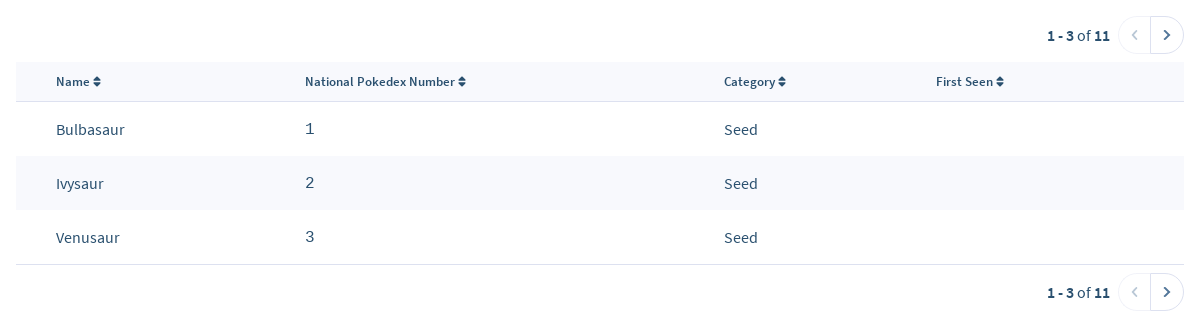 1 - 3 of 11
Name National Pokedex Number Category First Seen
Bulbasaur 1 Seed
Ivysaur 2 Seed
Venusaur 3 Seed
1 - 3 of 11